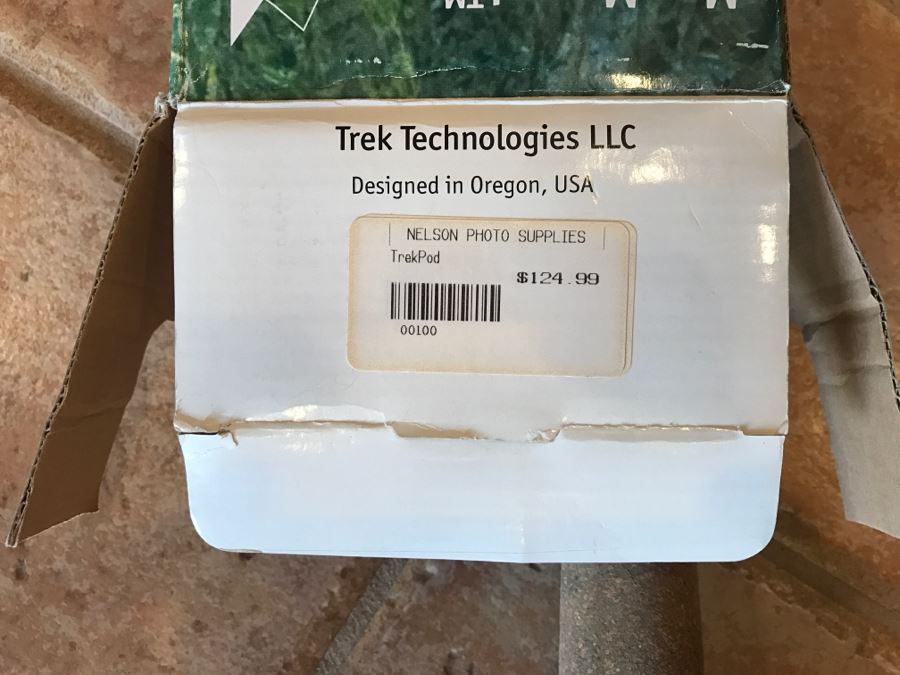 Trek Technologies LLC
Designed in Oregon, USA
NELSON PHOTO SUPPLIES
TrekPod
$124.99
00100